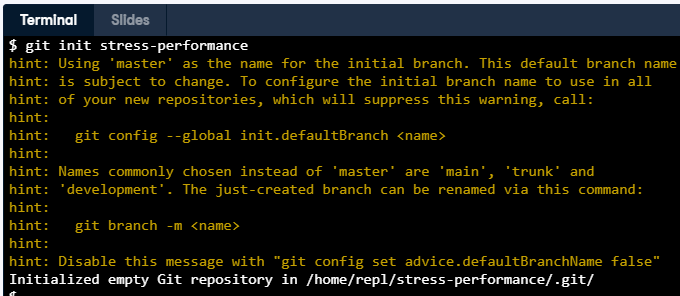 Terminal
Slides
$ git init stress-performance
hint: Using 'master' as the name for the initial branch. This default branch name
hint: is subject to change. To configure the initial branch name to use in all
hint: of your new repositories, which will suppress this warning, call:
hint:
hint:   git config --global init.defaultBranch <name>
hint:
hint: Names commonly chosen instead of 'master' are 'main', 'trunk' and
hint: 'development'. The just-created branch can be renamed via this command:
hint:
hint:   git branch -m <name>
hint:
hint: Disable this message with "git config set advice.defaultBranchName false"
Initialized empty Git repository in /home/repl/stress-performance/.git/
$